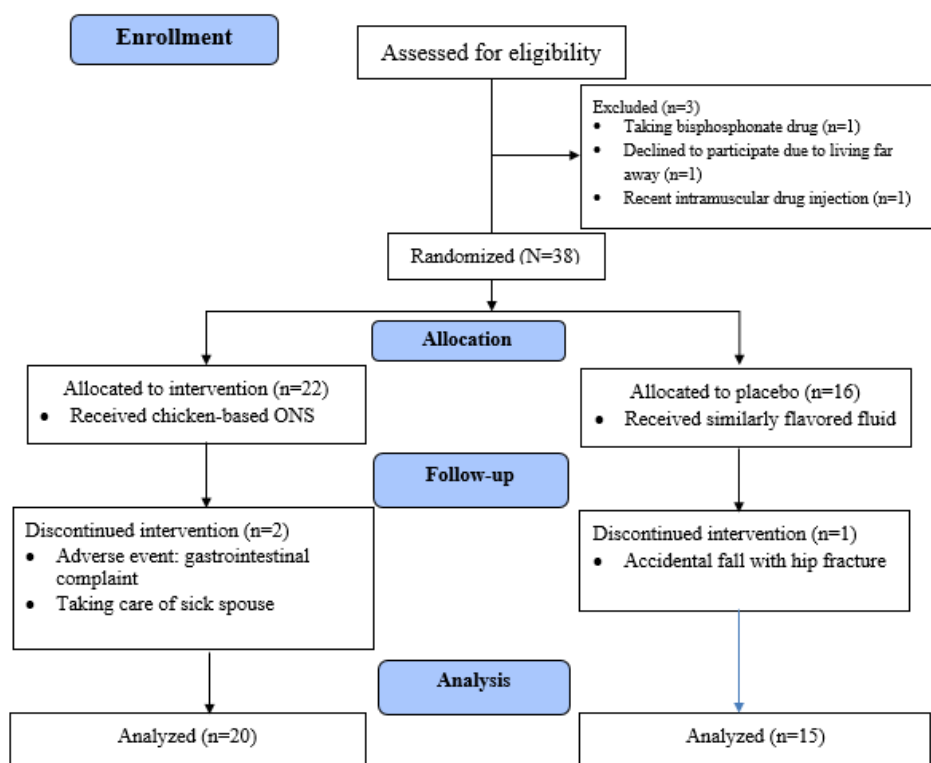 Enrollment
Assessed for eligibility
Excluded (n=3)
• Taking bisphosphonate drug (n=1)
• Declined to participate due to living far
away (n=1)
• Recent intramuscular drug injection (n=1)
Randomized (N=38)
Allocation
Allocated to intervention (n=22)
• Received chicken-based ONS
Allocated to placebo (n=16)
• Received similarly flavored fluid
Follow-up
Discontinued intervention (n=2)
• Adverse event: gastrointestinal
complaint
• Taking care of sick spouse
Discontinued intervention (n=1)
• Accidental fall with hip fracture
Analysis
Analyzed (n=20)
Analyzed (n=15)